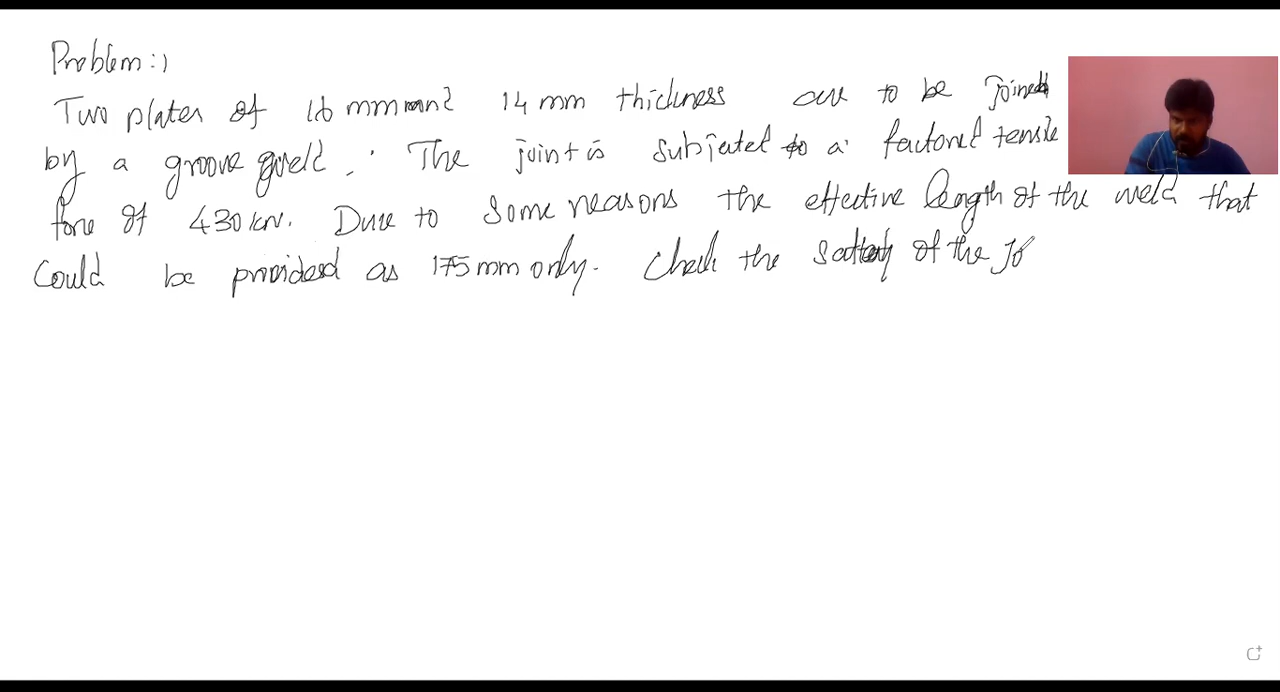 Problem:1
Two plates of 16 mm and 14 mm thickness are to be joined
by a groove gweld. The joint is subjected to a factored tensile
force of 430 kN. Due to some reasons the effective length of the weld that
Could be provided as 175 mm only. Check the safety of the Jo